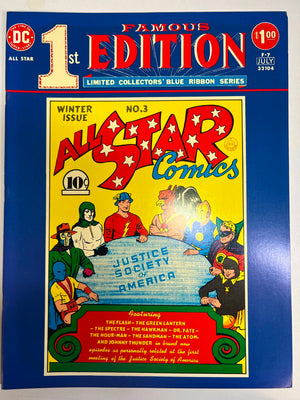 FAMOUS
1st EDITION
LIMITED COLLECTORS' BLUE RIBBON SERIES
DC
ALL STAR
$1.00
F-7
JULY
32104
WINTER ISSUE
NO.3
ALL STAR
Comics
10¢
JUSTICE
SOCIETY
of
AMERICA
Featuring
THE FLASH — THE GREEN LANTERN
— THE SPECTRE — THE HAWKMAN — DR. FATE —
THE HOUR-MAN — THE SANDMAN — THE ATOM,
AND JOHNNY THUNDER in brand new
episodes as personally related at the first
meeting of the Justice Society of America